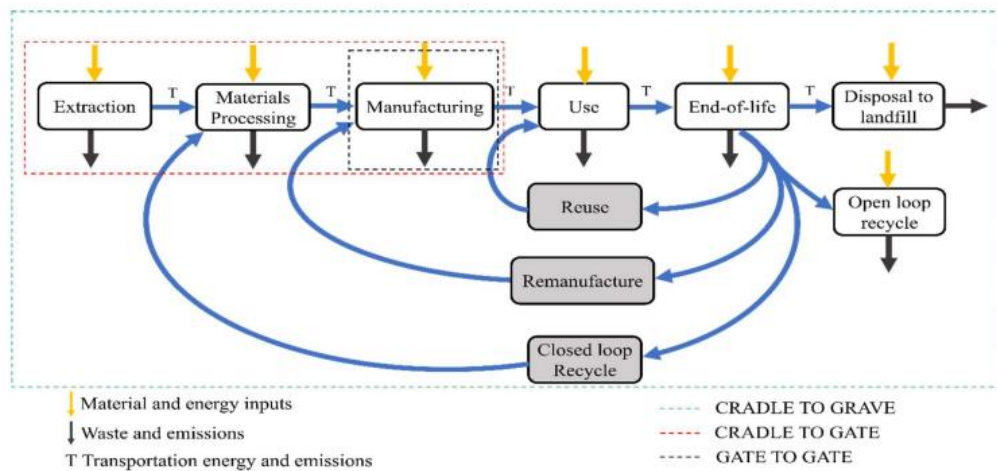 T
T
T
T
T
Extraction
Materials
Processing
Manufacturing
Use
End-of-life
Disposal to
landfill
Reuse
Open loop
recycle
Remanufacture
Closed loop
Recycle
Material and energy inputs
Waste and emissions
T Transportation energy and emissions
CRADLE TO GRAVE
CRADLE TO GATE
GATE TO GATE